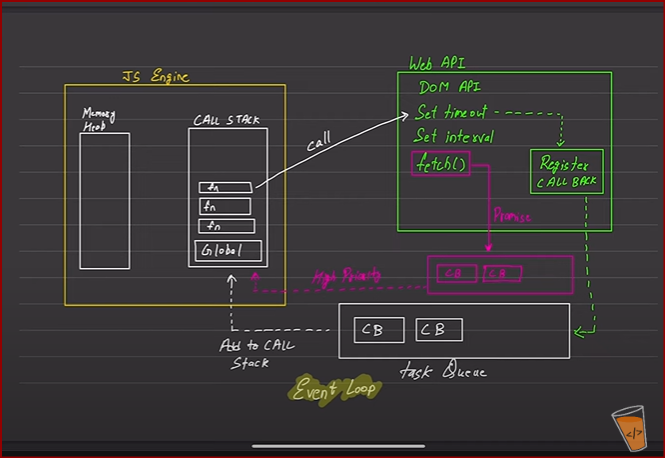 JS Engine
Memory
Heab
CALL STACK
fn
fn
fn
Global
call
Web API
DOM API
Set timeout
Set interval
fetch()
Register
CALL BACK
Promise
CB CB
High Priority
CB CB
Add to CALL
Stack
task Queue
Event Loop
</>